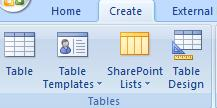 Home Create External
Table Table Templates SharePoint Lists Table Design
Tables